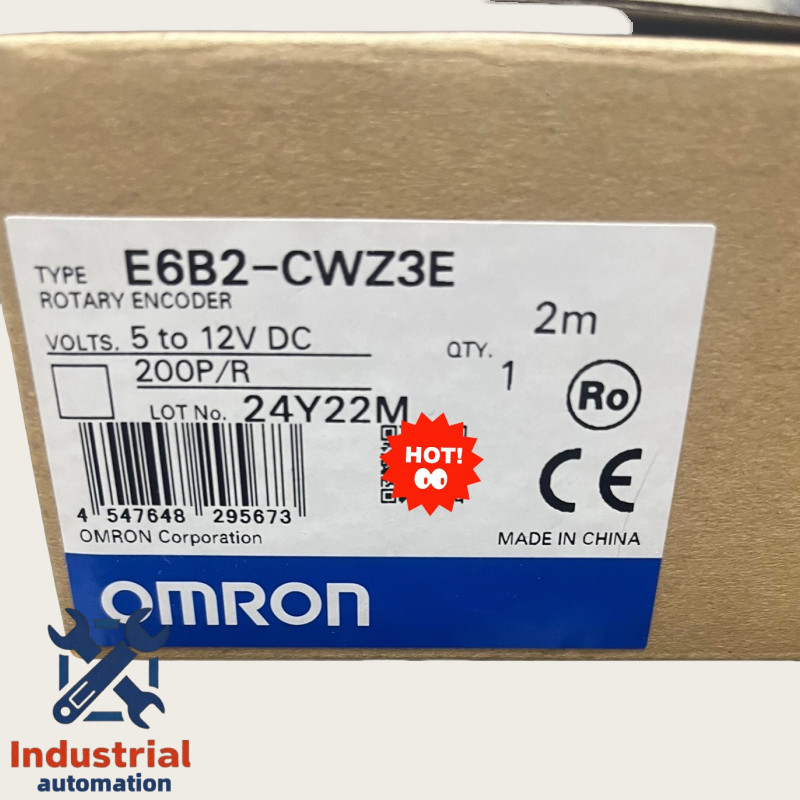 TYPE E6B2-CWZ3E
ROTARY ENCODER
VOLTS. 5 to 12V DC
2m
200P/R
QTY. 1
LOT No. 24Y22M
Ro
HOT!
CE
4 547648 295673
OMRON Corporation
MADE IN CHINA
OMRON
Industrial
automation